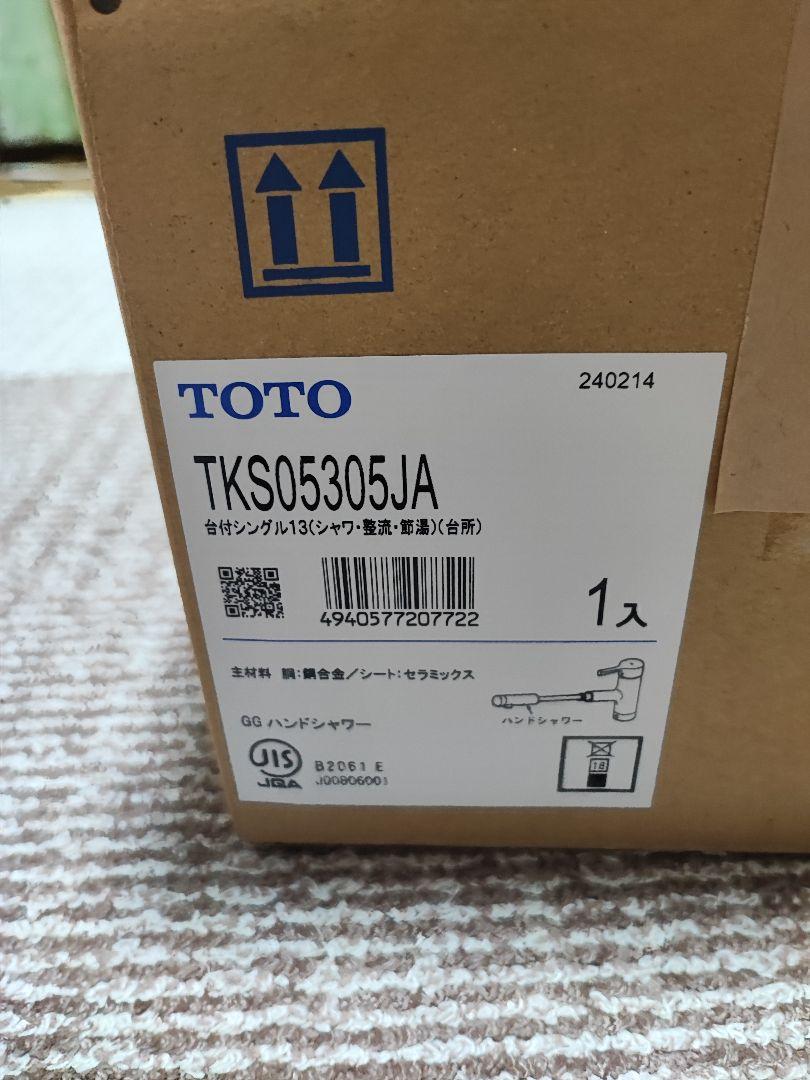 TOTO
240214
TKS05305JA
台付シングル13(シャワ・整流・節湯)(台所)
4940577207722
1入
主材料 胴:銅合金/シート:セラミックス
GG ハンドシャワー
ハンドシャワー
JIS
JQA
B2061 E
JQ0806001
18